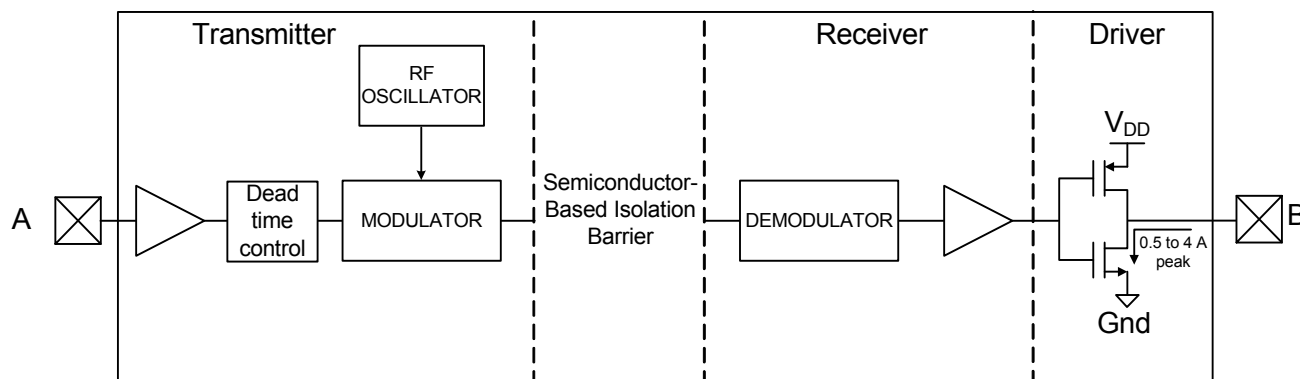 Transmitter
Receiver
Driver
RF
OSCILLATOR
V_DD
A
Dead
time
control
MODULATOR
Semiconductor-
Based Isolation
Barrier
DEMODULATOR
B
0.5 to 4 A
peak
Gnd